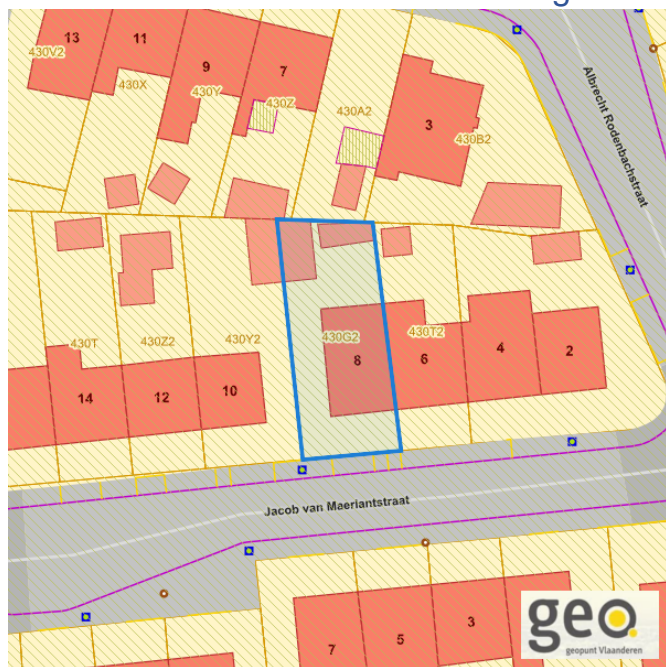 13
11
9
7
430V2
430X
430Y
430Z
430A2
3
430B2
Albrecht Rodenbachstraat
430T
430Z2
430Y2
430G2
430T2
14
12
10
8
6
4
2
Jacob van Maerlantstraat
7
5
3
geo.
geopunt Vlaanderen